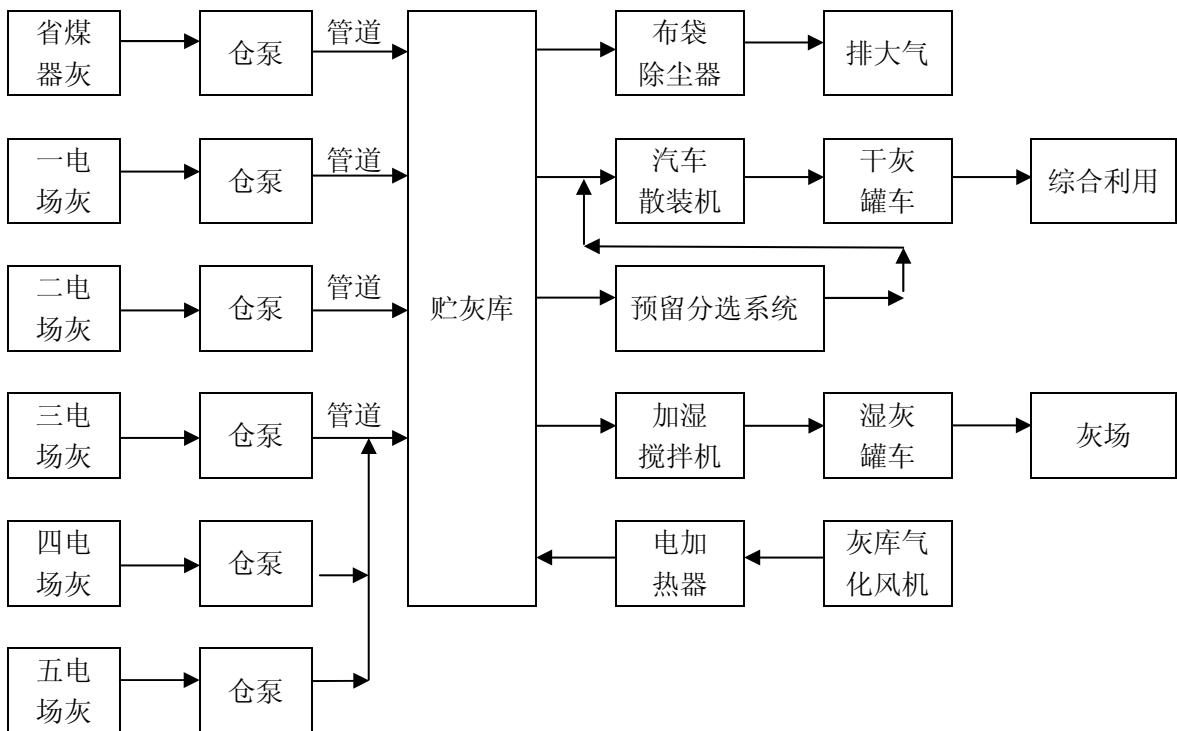 省煤
器灰
仓泵
管道
布袋
除尘器
排大气
一电
场灰
仓泵
管道
汽车
散装机
干灰
罐车
综合利用
二电
场灰
仓泵
管道
贮灰库
预留分选系统
三电
场灰
仓泵
管道
加湿
搅拌机
湿灰
罐车
灰场
四电
场灰
仓泵
电加
热器
灰库气
化风机
五电
场灰
仓泵